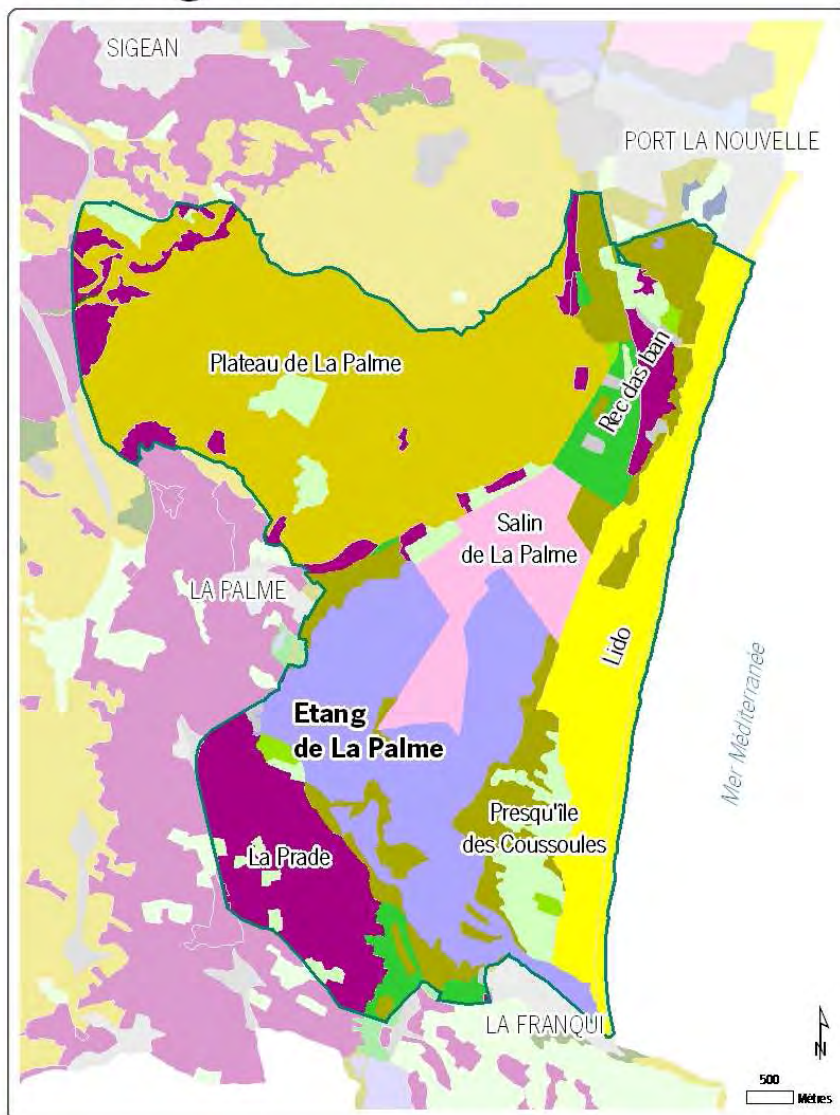 SIGEAN
PORT LA NOUVELLE
Plateau de La Palme
Rec das Iban
Salin
de La Palme
LA PALME
Lido
Etang
de La Palme
Mer Méditerranée
Presqu'île
des Coussoules
La Prade
LA FRANQUI
N
500
Mètres